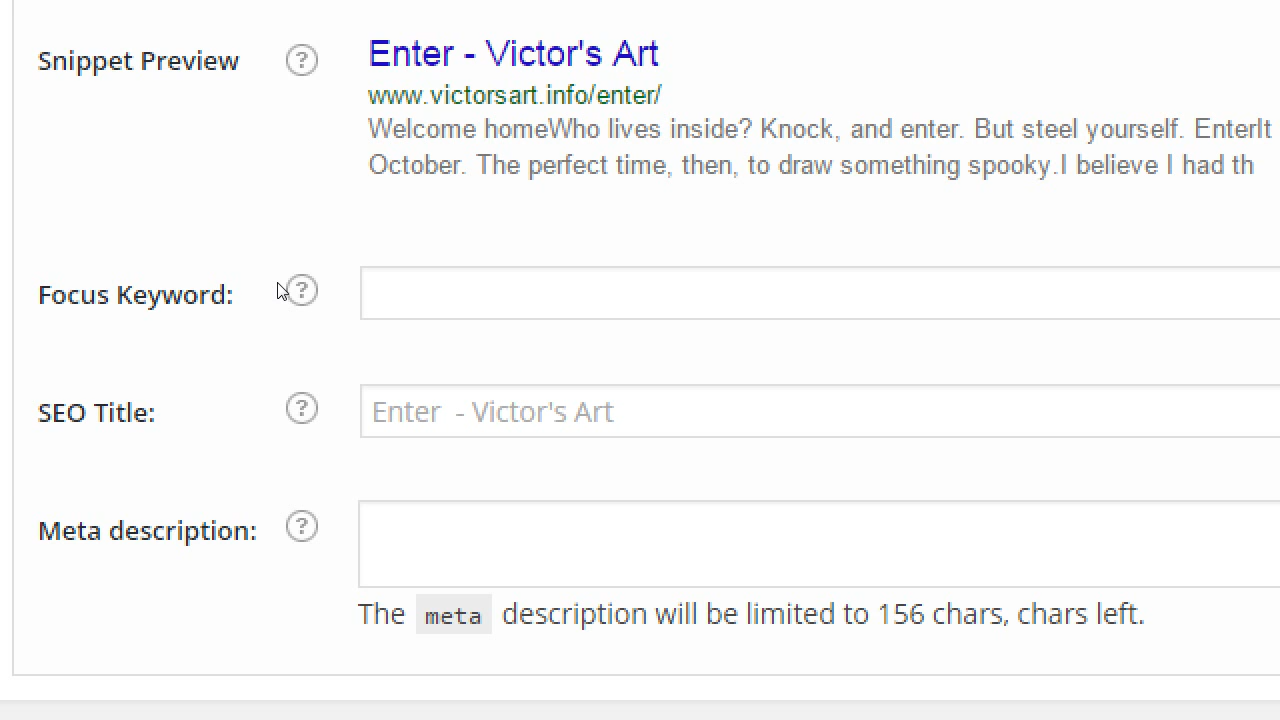 Snippet Preview ? Enter - Victor's Art
www.victorsart.info/enter/
Welcome homeWho lives inside? Knock, and enter. But steel yourself. EnterIt
October. The perfect time, then, to draw something spooky.I believe I had th
Focus Keyword: ?
SEO Title: ? Enter - Victor's Art
Meta description: ?
The meta description will be limited to 156 chars, chars left.